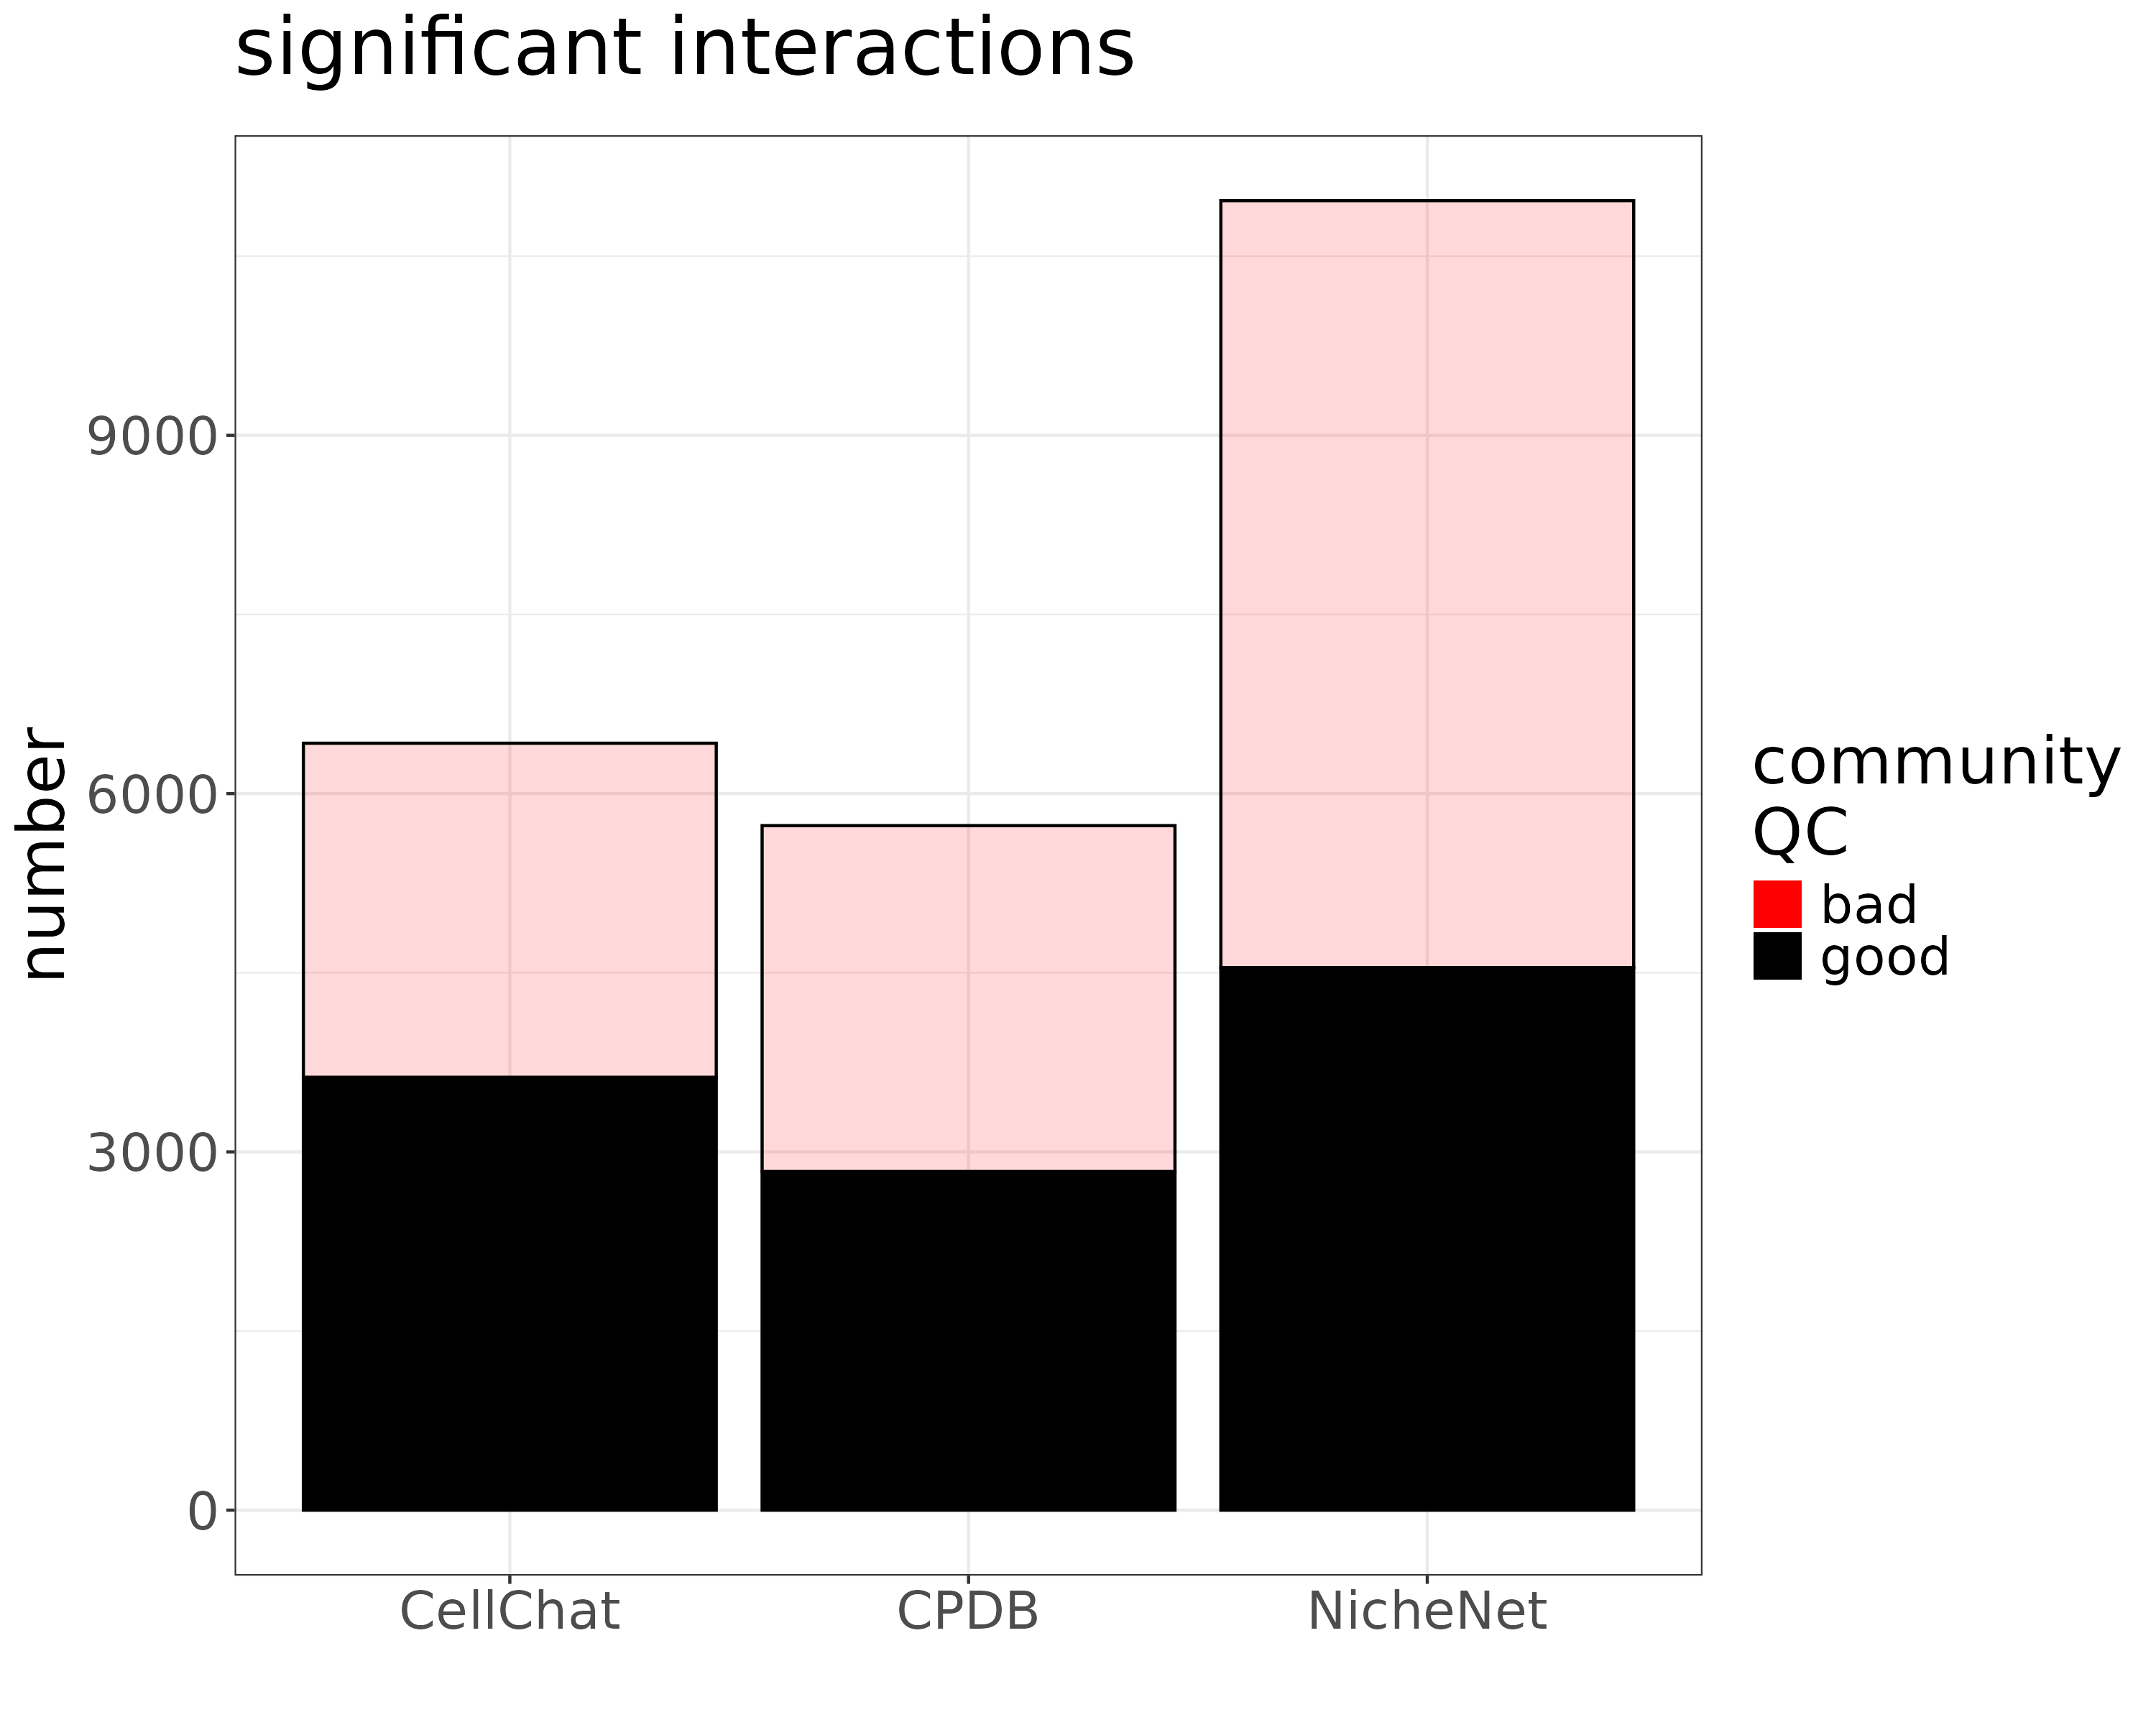 significant interactions
number
9000
6000
3000
0
CellChat
CPDB
NicheNet
community
QC
bad
good